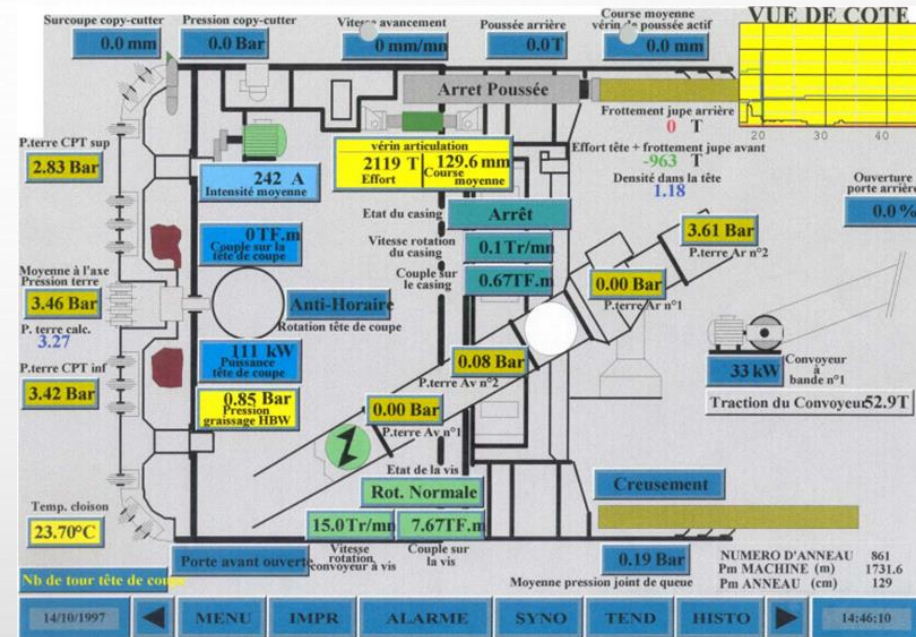 Surcoupe copy-cutter
0.0 mm
Pression copy-cutter
0.0 Bar
Vitesse avancement
0 mm/mn
Poussée arrière
0.0 T
Course moyenne
vérin de poussée actif
0.0 mm
VUE DE COTE
20 30 40
Arret Poussée
Frottement jupe arrière
0 T
Effort tête + frottement jupe avant
-963 T
Densité dans la tête
1.18
Ouverture
porte arrière
0.0 %
P.terre CPT sup
2.83 Bar
242 A
Intensité moyenne
vérin articulation
2119 T
Effort
129.6 mm
Course
moyenne
Etat du casing
Arrêt
Vitesse rotation
du casing
0.1Tr/mn
Couple sur
le casing
0.67TF.m
3.61 Bar
P.terre Ar n°2
0.00 Bar
P.terre Ar n°1
0TF.m
Couple sur la
tête de coupe
Moyenne à l'axe
Pression terre
3.46 Bar
P. terre calc.
3.27
Anti-Horaire
Rotation tête de coupe
111 kW
Puissance
tête de coupe
P.terre CPT inf
3.42 Bar
0.85 Bar
Pression
graissage HBW
0.08 Bar
P.terre Av n°2
0.00 Bar
P.terre Av n°1
33 kW
Convoyeur
à
bande n°1
Traction du Convoyeur 52.9T
Etat de la vis
Rot. Normale
15.0Tr/mn
Vitesse
rotation
convoyeur à vis
7.67TF.m
Couple sur
la vis
Creusement
Temp. cloison
23.70°C
Porte avant ouverte
0.19 Bar
Moyenne pression joint de queue
NUMERO D'ANNEAU 861
Pm MACHINE (m) 1731.6
Pm ANNEAU (cm) 129
Nb de tour tête de coupe
14/10/1997 MENU IMPR ALARME SYNO TEND HISTO 14:46:10